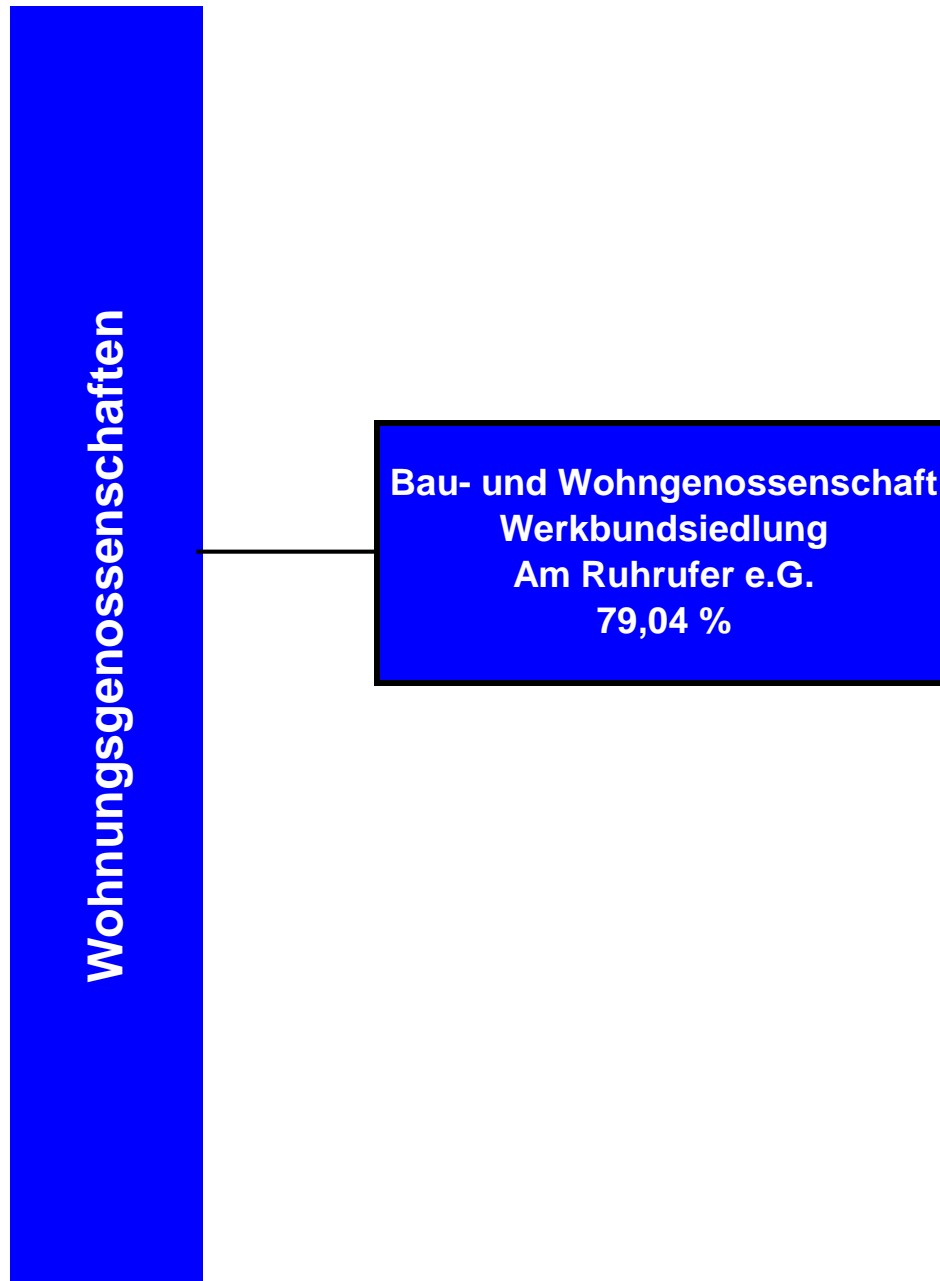 Wohnungsgenossenschaften
Bau- und Wohngenossenschaft
Werkbundsiedlung
Am Ruhrufer e.G.
79,04 %